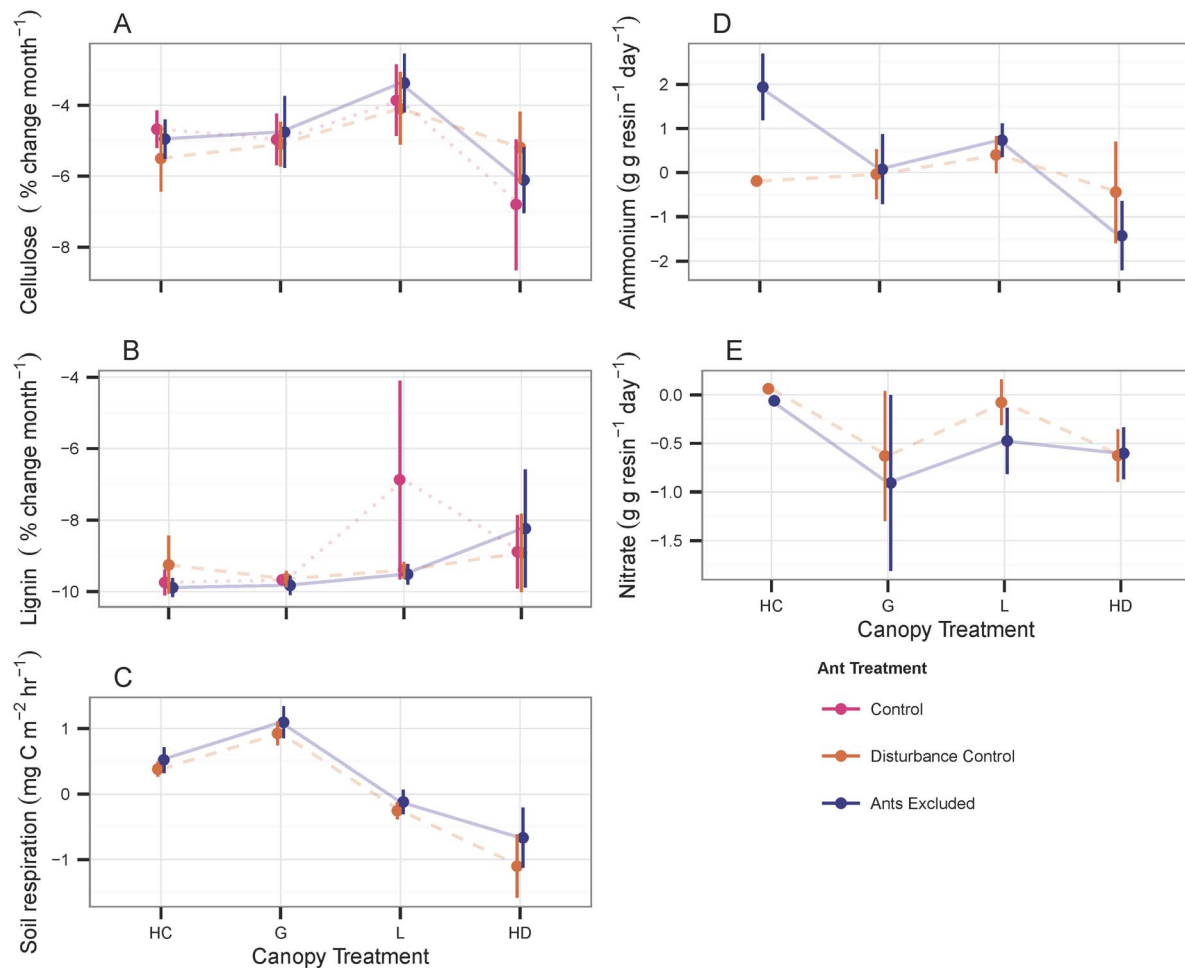 A
Cellulose ( % change month⁻¹)
−4
−6
−8
B
Lignin ( % change month⁻¹)
−4
−6
−8
−10
C
Soil respiration (mg C m⁻² hr⁻¹)
1
0
−1
HC G L HD
Canopy Treatment
D
Ammonium (g g resin⁻¹ day⁻¹)
2
1
0
−1
−2
E
Nitrate (g g resin⁻¹ day⁻¹)
0.0
−0.5
−1.0
−1.5
HC G L HD
Canopy Treatment
Ant Treatment
Control
Disturbance Control
Ants Excluded